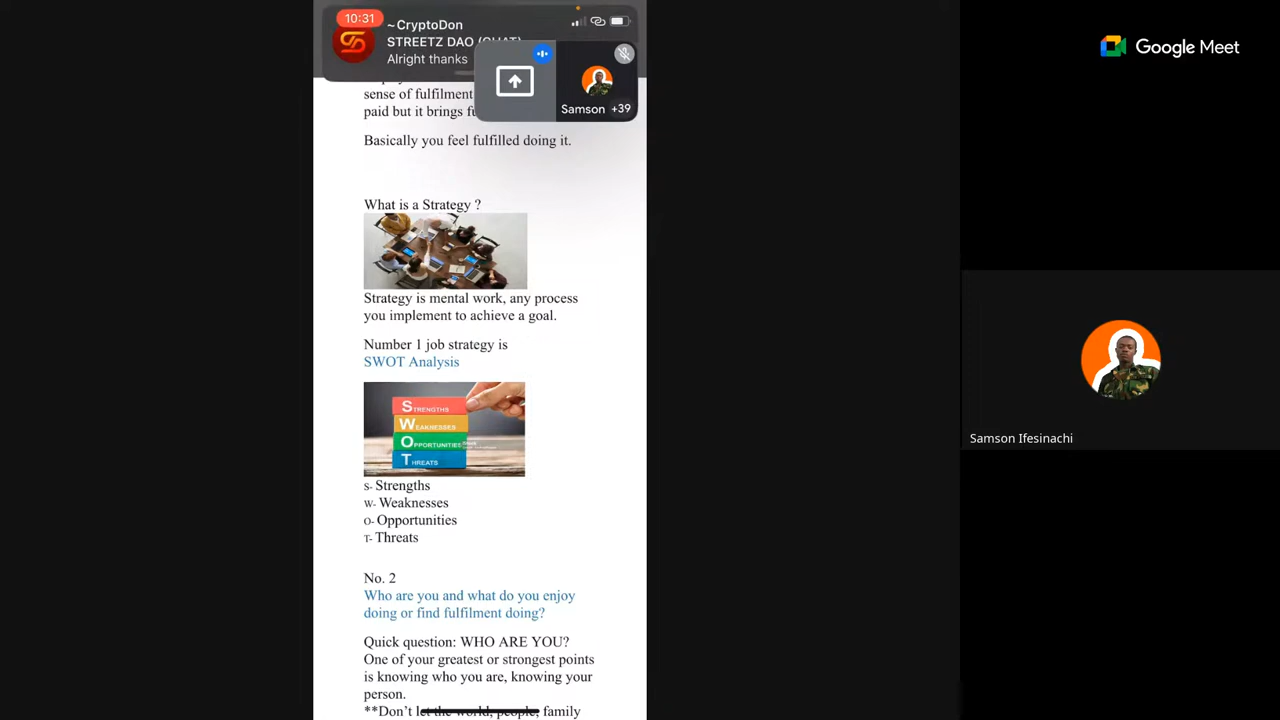 10:31
~CryptoDon
STREETZ DAO (CHAT)
Alright thanks
Samson +39
Google Meet
sense of fulfilment
paid but it brings
Basically you feel fulfilled doing it.
What is a Strategy ?
Strategy is mental work, any process
you implement to achieve a goal.
Number 1 job strategy is
SWOT Analysis
STRENGTHS
WEAKNESSES
OPPORTUNITIES
THREATS
S- Strengths
W- Weaknesses
O- Opportunities
T- Threats
No. 2
Who are you and what do you enjoy
doing or find fulfilment doing?
Quick question: WHO ARE YOU?
One of your greatest or strongest points
is knowing who you are, knowing your
person.
**Don't let the world, people, family
Samson Ifesinachi